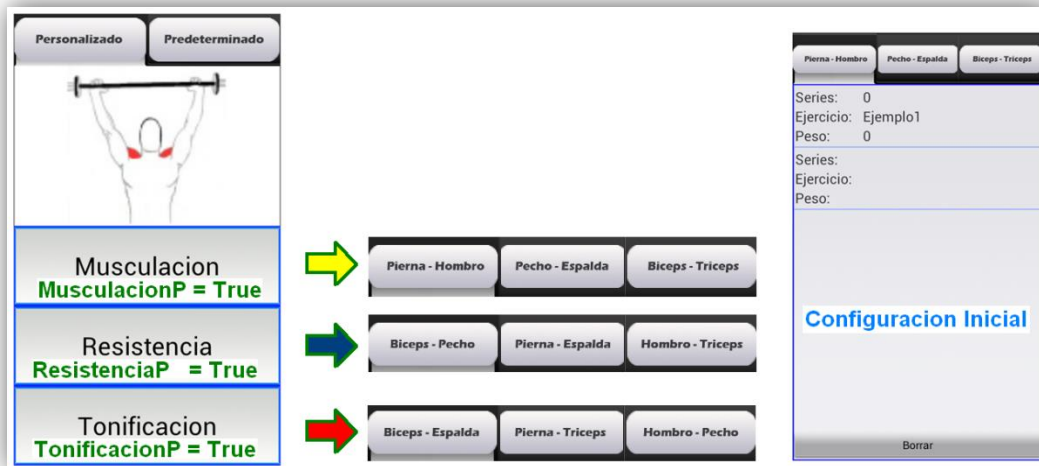 Personalizado Predeterminado
Musculacion
MusculacionP = True
Resistencia
ResistenciaP = True
Tonificacion
TonificacionP = True
Pierna - Hombro Pecho - Espalda Biceps - Triceps
Biceps - Pecho Pierna - Espalda Hombro - Triceps
Biceps - Espalda Pierna - Triceps Hombro - Pecho
Pierna - Hombro Pecho - Espalda Biceps - Triceps
Series: 0
Ejercicio: Ejemplo1
Peso: 0
Series:
Ejercicio:
Peso:
Configuracion Inicial
Borrar